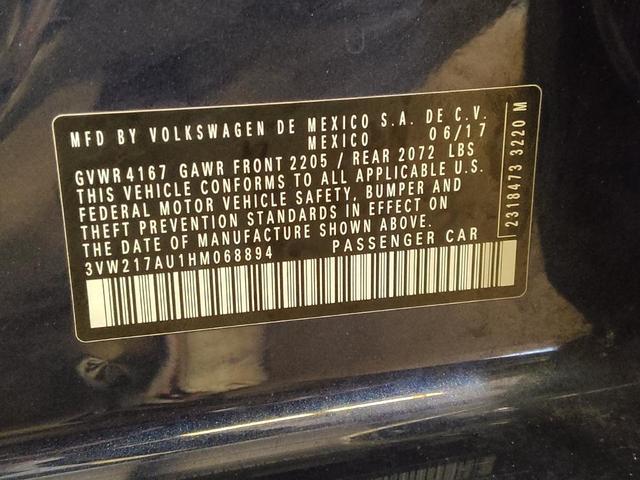 MFD BY VOLKSWAGEN DE MEXICO S.A. DE C.V.
MEXICO 06/17
GVWR 4167 GAWR FRONT 2205 / REAR 2072 LBS
THIS VEHICLE CONFORMS TO ALL APPLICABLE U.S.
FEDERAL MOTOR VEHICLE SAFETY, BUMPER AND
THEFT PREVENTION STANDARDS IN EFFECT ON
THE DATE OF MANUFACTURE SHOWN ABOVE.
3VW217AU1HM068894 PASSENGER CAR
2318473 3220 M